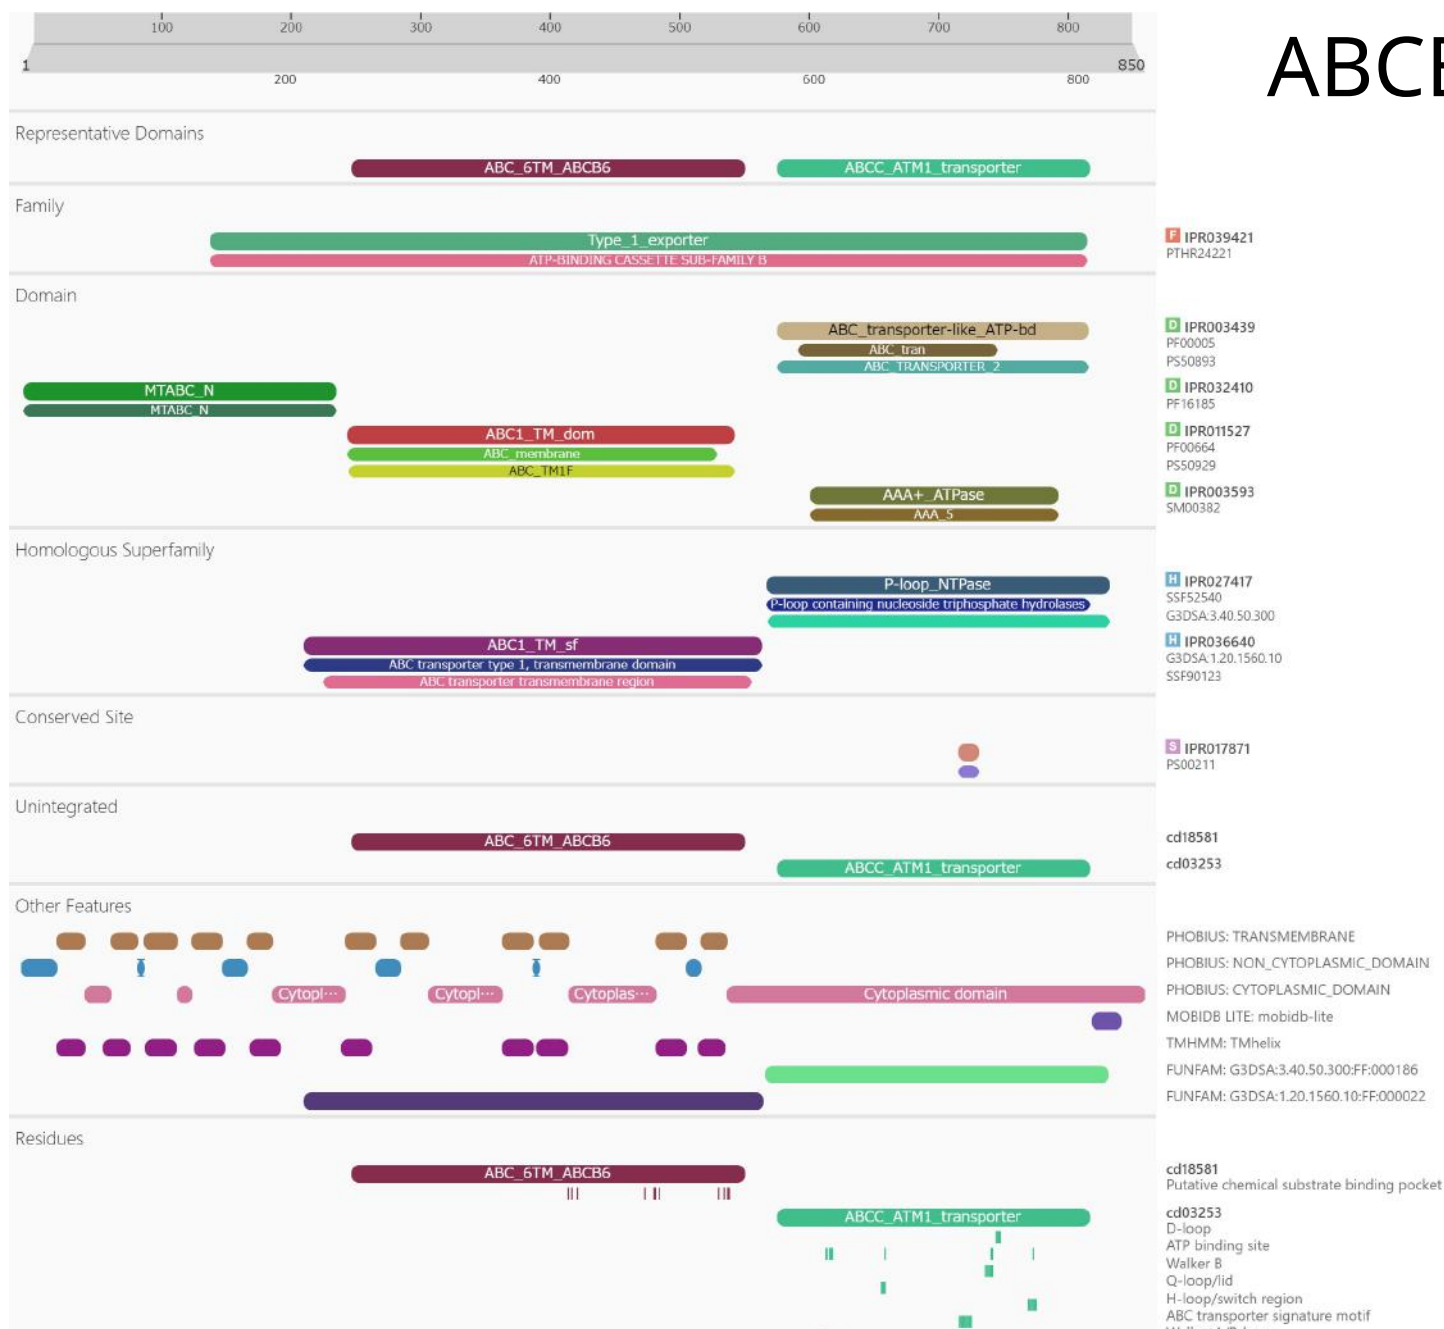 100 200 300 400 500 600 700 800
1 850
200 400 600 800
ABCB
Representative Domains
ABC_6TM_ABCB6 ABCC_ATM1_transporter
Family
Type_1_exporter IPR039421
ATP-BINDING CASSETTE SUB-FAMILY B PTHR24221
Domain
ABC_transporter-like_ATP-bd D IPR003439
ABC_tran PF00005
ABC_TRANSPORTER_2 PS50893
MTABC_N D IPR032410
MTABC_N PF16185
ABC1_TM_dom D IPR011527
ABC_membrane PF00664
ABC_TM1F PS50929
AAA+_ATPase D IPR003593
AAA_5 SM00382
Homologous Superfamily
P-loop_NTPase H IPR027417
P-loop containing nucleoside triphosphate hydrolases SSF52540
G3DSA:3.40.50.300
ABC1_TM_sf H IPR036640
ABC transporter type 1, transmembrane domain G3DSA:1.20.1560.10
ABC transporter transmembrane region SSF90123
Conserved Site
S IPR017871
PS00211
Unintegrated
ABC_6TM_ABCB6 cd18581
ABCC_ATM1_transporter cd03253
Other Features
PHOBIUS: TRANSMEMBRANE
PHOBIUS: NON_CYTOPLASMIC_DOMAIN
Cytopl··· Cytopl··· Cytoplas··· Cytoplasmic domain PHOBIUS: CYTOPLASMIC_DOMAIN
MOBIDB LITE: mobidb-lite
TMHMM: TMhelix
FUNFAM: G3DSA:3.40.50.300:FF:000186
FUNFAM: G3DSA:1.20.1560.10:FF:000022
Residues
ABC_6TM_ABCB6 cd18581
Putative chemical substrate binding pocket
ABCC_ATM1_transporter cd03253
D-loop
ATP binding site
Walker B
Q-loop/lid
H-loop/switch region
ABC transporter signature motif